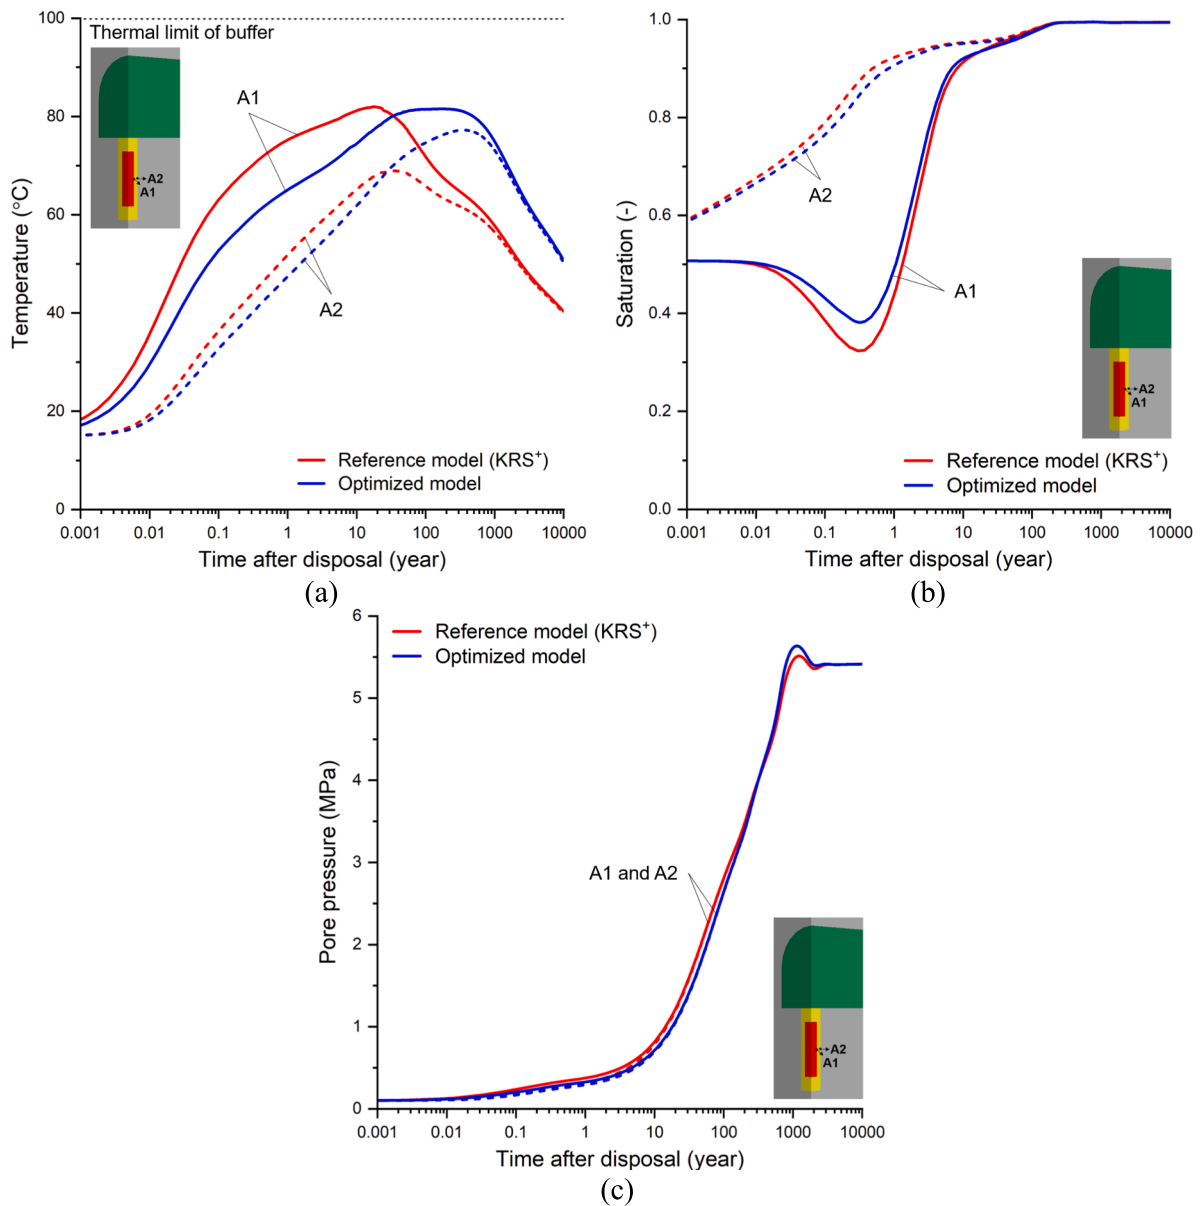 100
Thermal limit of buffer
A1
80
A2
A1
60
Temperature (°C)
40
A2
20
Reference model (KRS+)
Optimized model
0
0.001 0.01 0.1 1 10 100 1000 10000
Time after disposal (year)
(a)
1.0
0.8
A2
0.6
Saturation (-)
A1
0.4
A2
A1
0.2
Reference model (KRS+)
Optimized model
0.0
0.001 0.01 0.1 1 10 100 1000 10000
Time after disposal (year)
(b)
6
Reference model (KRS+)
Optimized model
5
4
Pore pressure (MPa)
3
A1 and A2
2
A2
A1
1
0
0.001 0.01 0.1 1 10 100 1000 10000
Time after disposal (year)
(c)